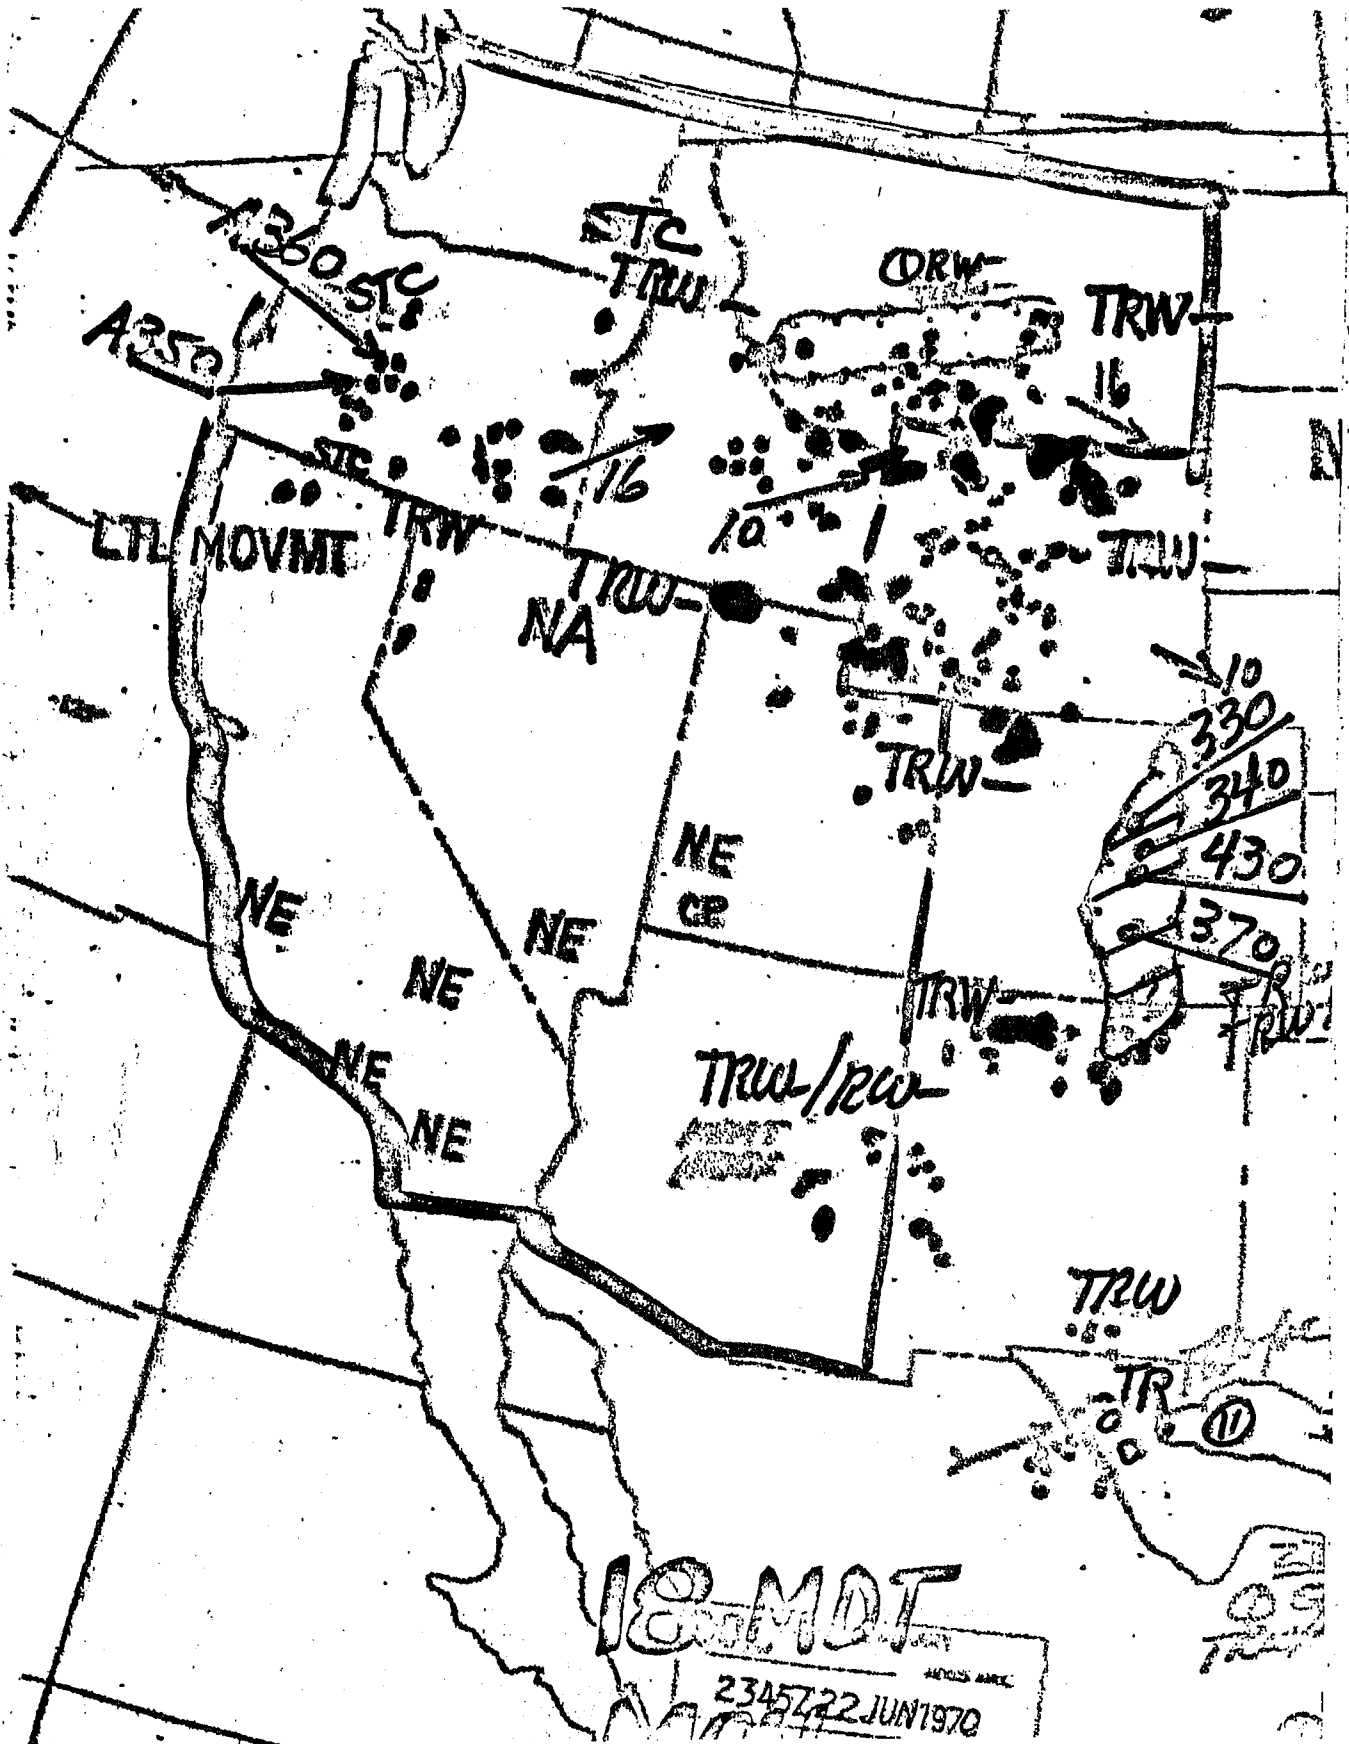 A360
STC
A350
STC
TRW-
ORW-
TRW-
16
STC
TRW
16
10
LTL MOVMT
TRW-
NA
TRW-
10
330
340
430
370
TRW-
NE
CP
NE
NE
NE
NE
NE
TRW-
TRW-/RW-
TRW
TR
18 MDT
2345Z 22 JUN 1970